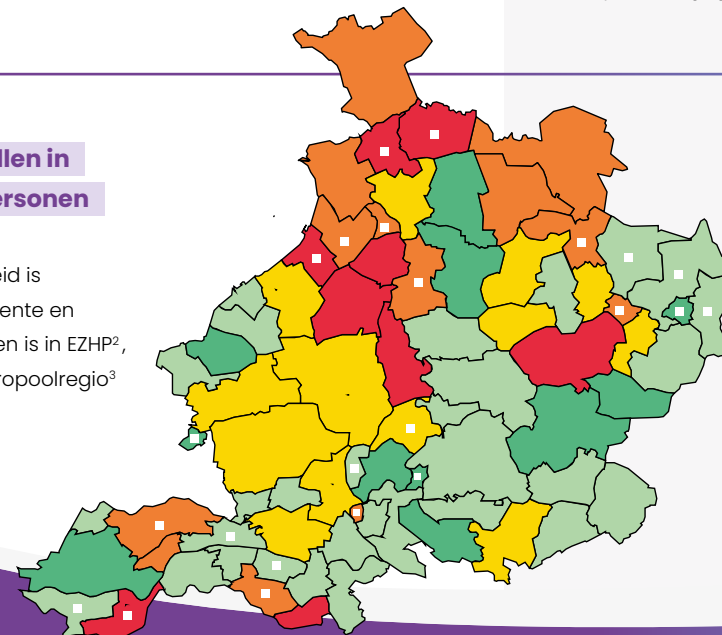 llen in
ersonen
eid is
ente en
en is in EZHP²,
ropoolregio³